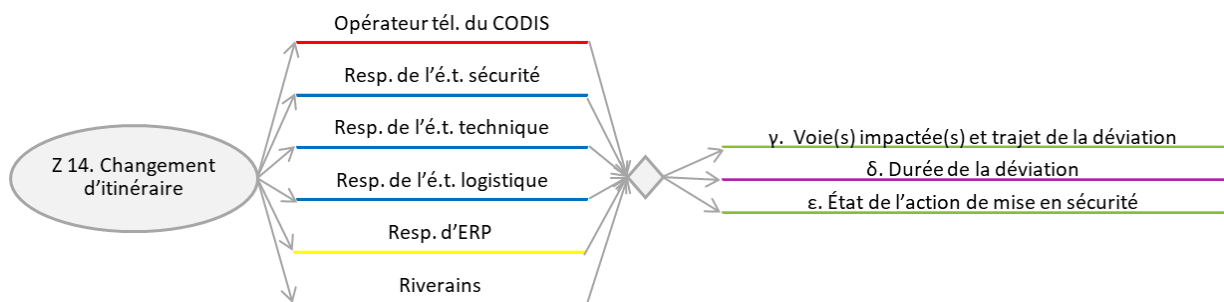 Opérateur tél. du CODIS
Resp. de l’é.t. sécurité
Resp. de l’é.t. technique
Z 14. Changement
d’itinéraire
Resp. de l’é.t. logistique
Resp. d’ERP
Riverains
γ. Voie(s) impactée(s) et trajet de la déviation
δ. Durée de la déviation
ε. État de l’action de mise en sécurité